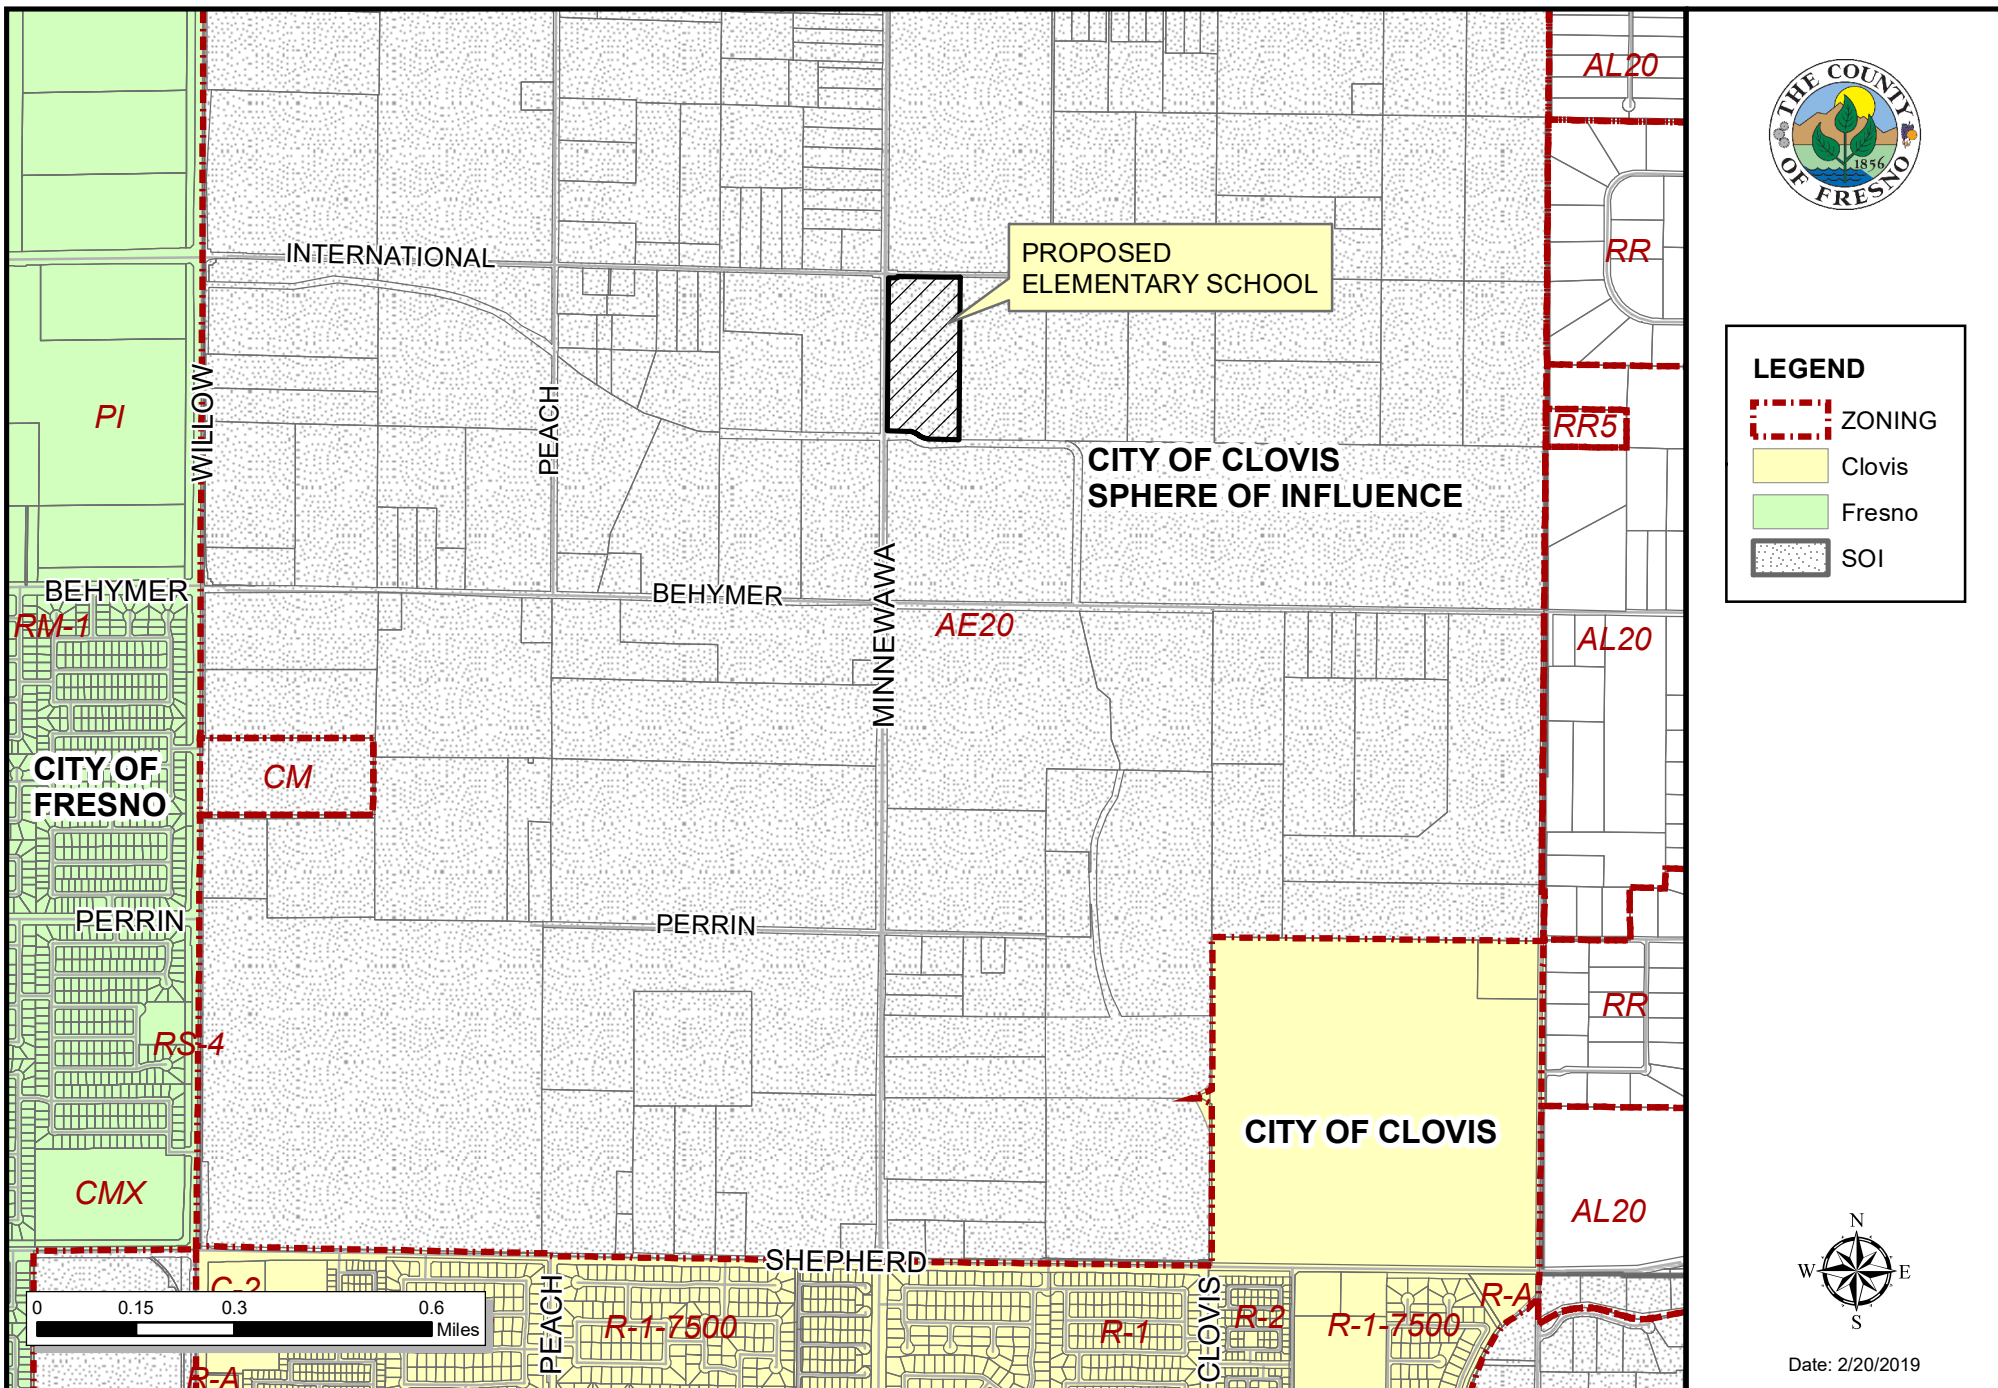 AL20
THE COUNTY
OF FRESNO
1856
INTERNATIONAL
PROPOSED
ELEMENTARY SCHOOL
RR
LEGEND
ZONING
Clovis
Fresno
SOI
PI
WILLOW
PEACH
RR5
CITY OF CLOVIS
SPHERE OF INFLUENCE
MINNEWAWA
BEHYMER
BEHYMER
RM-1
AE20
AL20
CITY OF
FRESNO
CM
PERRIN
PERRIN
RR
RS-4
CITY OF CLOVIS
CMX
AL20
SHEPHERD
C-2
0 0.15 0.3 0.6
Miles
PEACH
R-1-7500
R-1
CLOVIS
R-2
R-1-7500
R-A
R-A
N
W E
S
Date: 2/20/2019